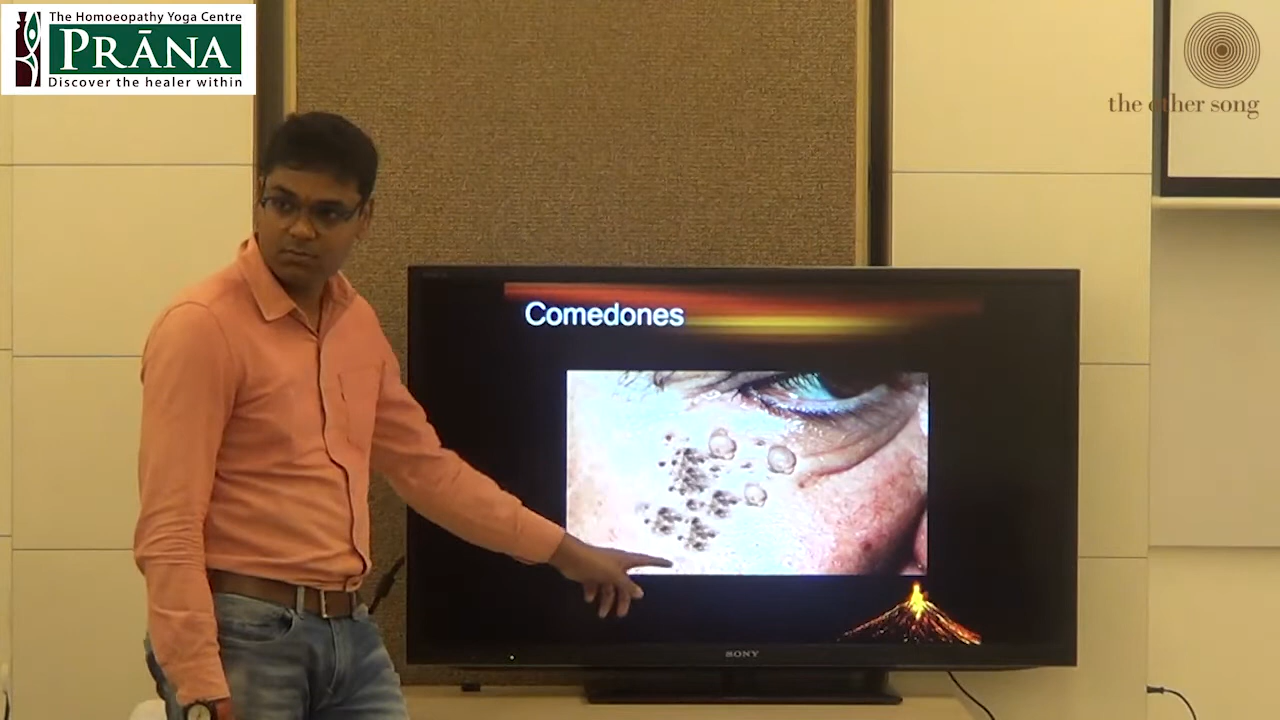 The Homoeopathy Yoga Centre
PRĀNA
Discover the healer within
the other song
Comedones
SONY